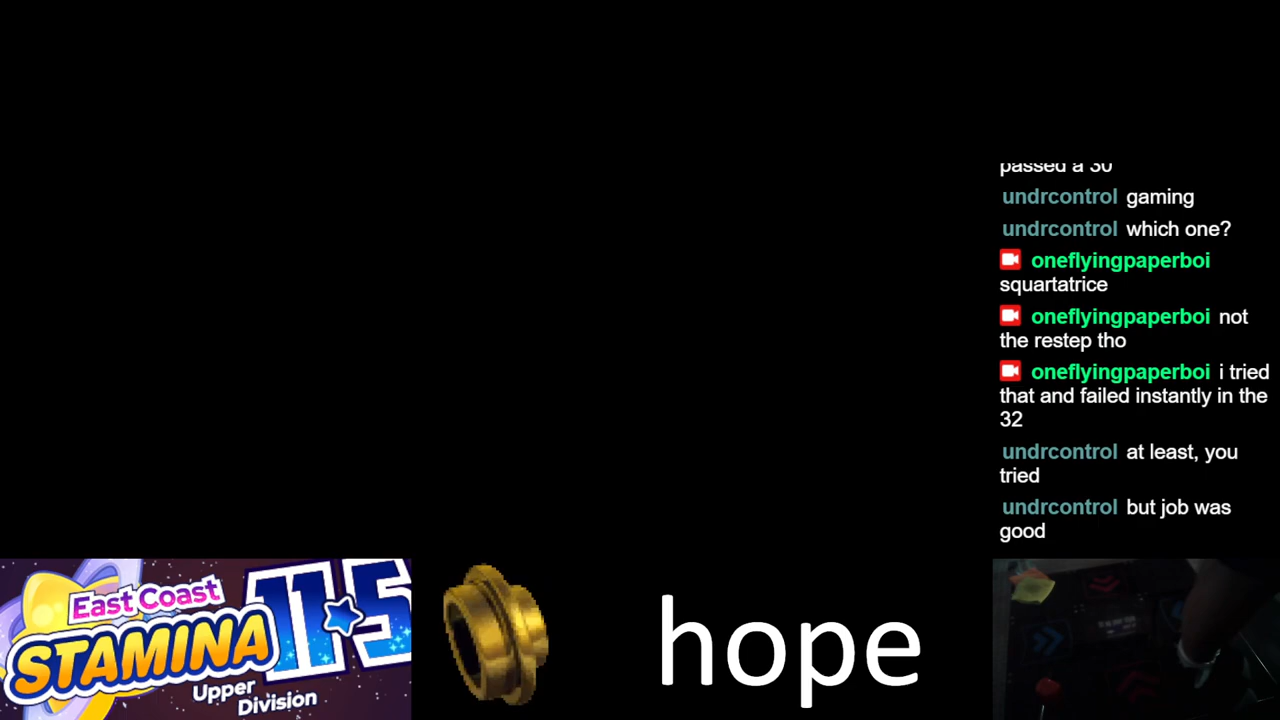 passed a 30
undrcontrol gaming
undrcontrol which one?
oneflyingpaperboi
squartatrice
oneflyingpaperboi not
the restep tho
oneflyingpaperboi i tried
that and failed instantly in the
32
undrcontrol at least, you
tried
undrcontrol but job was
good
East Coast
STAMINA 11.5
Upper
Division
hope